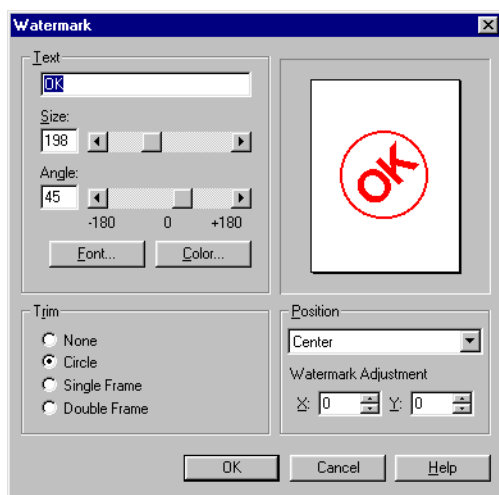 Watermark
Text
OK
Size:
198
Angle:
45
-180 0 +180
Font... Color...
OK
Trim
None
Circle
Single Frame
Double Frame
Position
Center
Watermark Adjustment
X: 0 Y: 0
OK Cancel Help